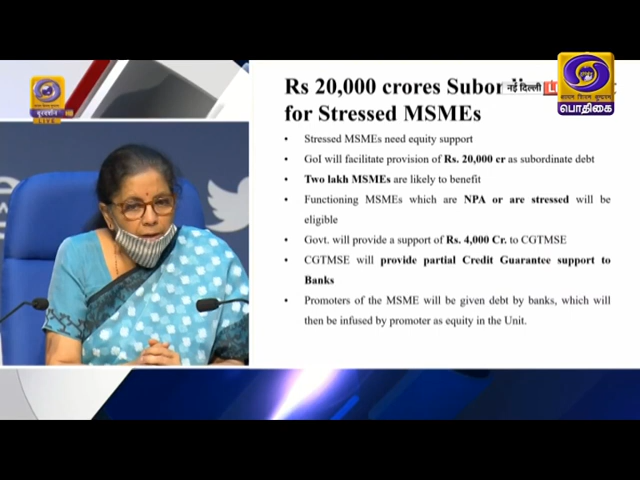 Rs 20,000 crores Subor
नई दिल्ली
for Stressed MSMEs
• Stressed MSMEs need equity support
• GoI will facilitate provision of Rs. 20,000 cr as subordinate debt
• Two lakh MSMEs are likely to benefit
• Functioning MSMEs which are NPA or are stressed will be
eligible
• Govt. will provide a support of Rs. 4,000 Cr. to CGTMSE
• CGTMSE will provide partial Credit Guarantee support to
Banks
• Promoters of the MSME will be given debt by banks, which will
then be infused by promoter as equity in the Unit.
दूरदर्शन
LIVE
பொதிகை